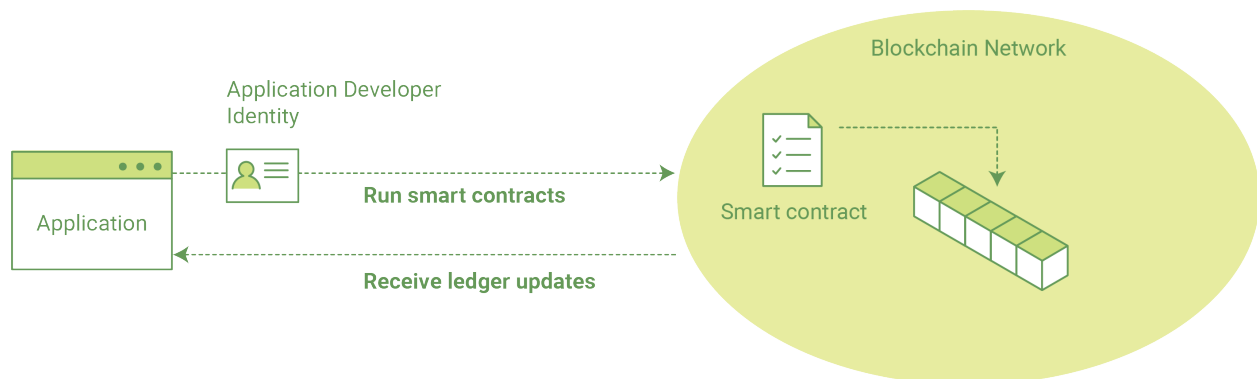 Blockchain Network
Application Developer
Identity
Run smart contracts
Application
Smart contract
Receive ledger updates